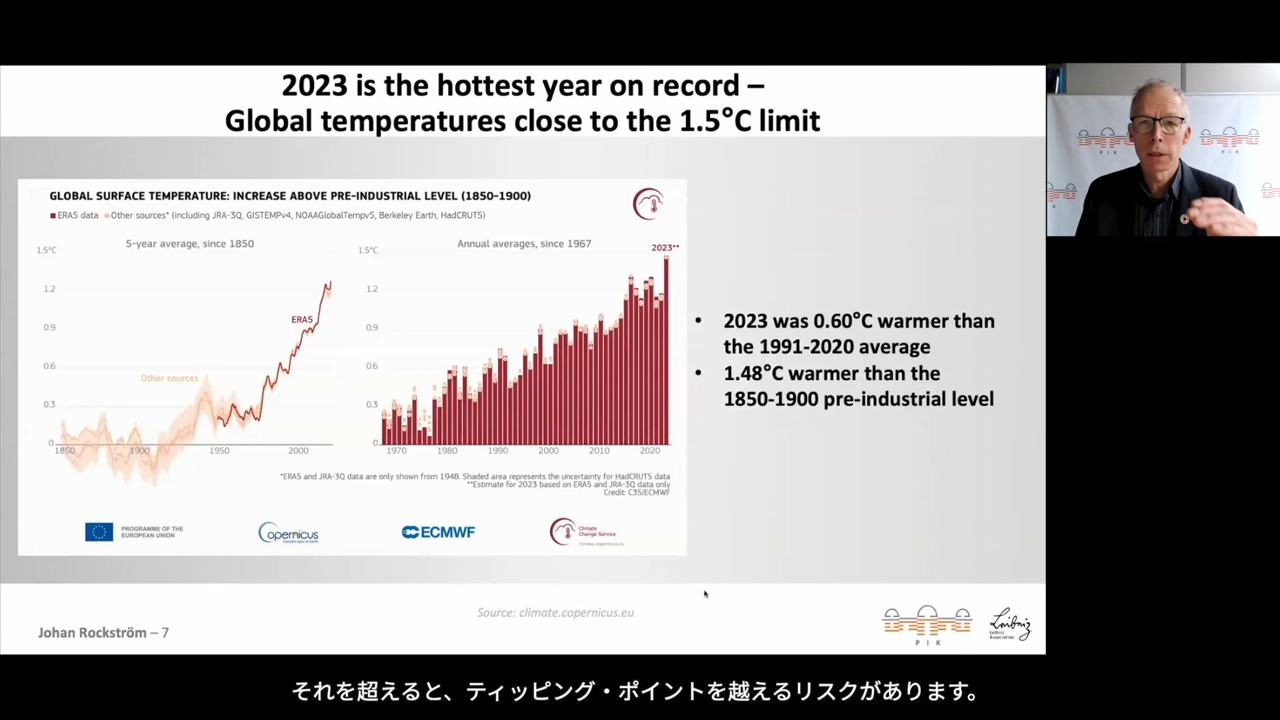 2023 is the hottest year on record –
Global temperatures close to the 1.5°C limit
GLOBAL SURFACE TEMPERATURE: INCREASE ABOVE PRE-INDUSTRIAL LEVEL (1850-1900)
ERA5 data Other sources* (including JRA-3Q, GISTEMPv4, NOAAGlobalTempv5, Berkeley Earth, HadCRUT5)
5-year average, since 1850
1.5°C
1.2
0.9
0.6
0.3
0
ERA5
Other sources
1850 1900 1950 2000
Annual averages, since 1967
2023**
1.5°C
1.2
0.9
0.6
0.3
0
1970 1980 1990 2000 2010 2020
*ERA5 and JRA-3Q data are only shown from 1948. Shaded area represents the uncertainty for HadCRUT5 data
**Estimate for 2023 based on ERA5 and JRA-3Q data only
Credit: C3S/ECMWF
PROGRAMME OF THE
EUROPEAN UNION
opernicus
ECMWF
Climate
Change Service
climate.copernicus.eu
• 2023 was 0.60°C warmer than
the 1991-2020 average
• 1.48°C warmer than the
1850-1900 pre-industrial level
Source: climate.copernicus.eu
Johan Rockström – 7
P I K
Leibniz
Leibniz
Association
PIK
PIK
それを超えると、ティッピング・ポイントを越えるリスクがあります。